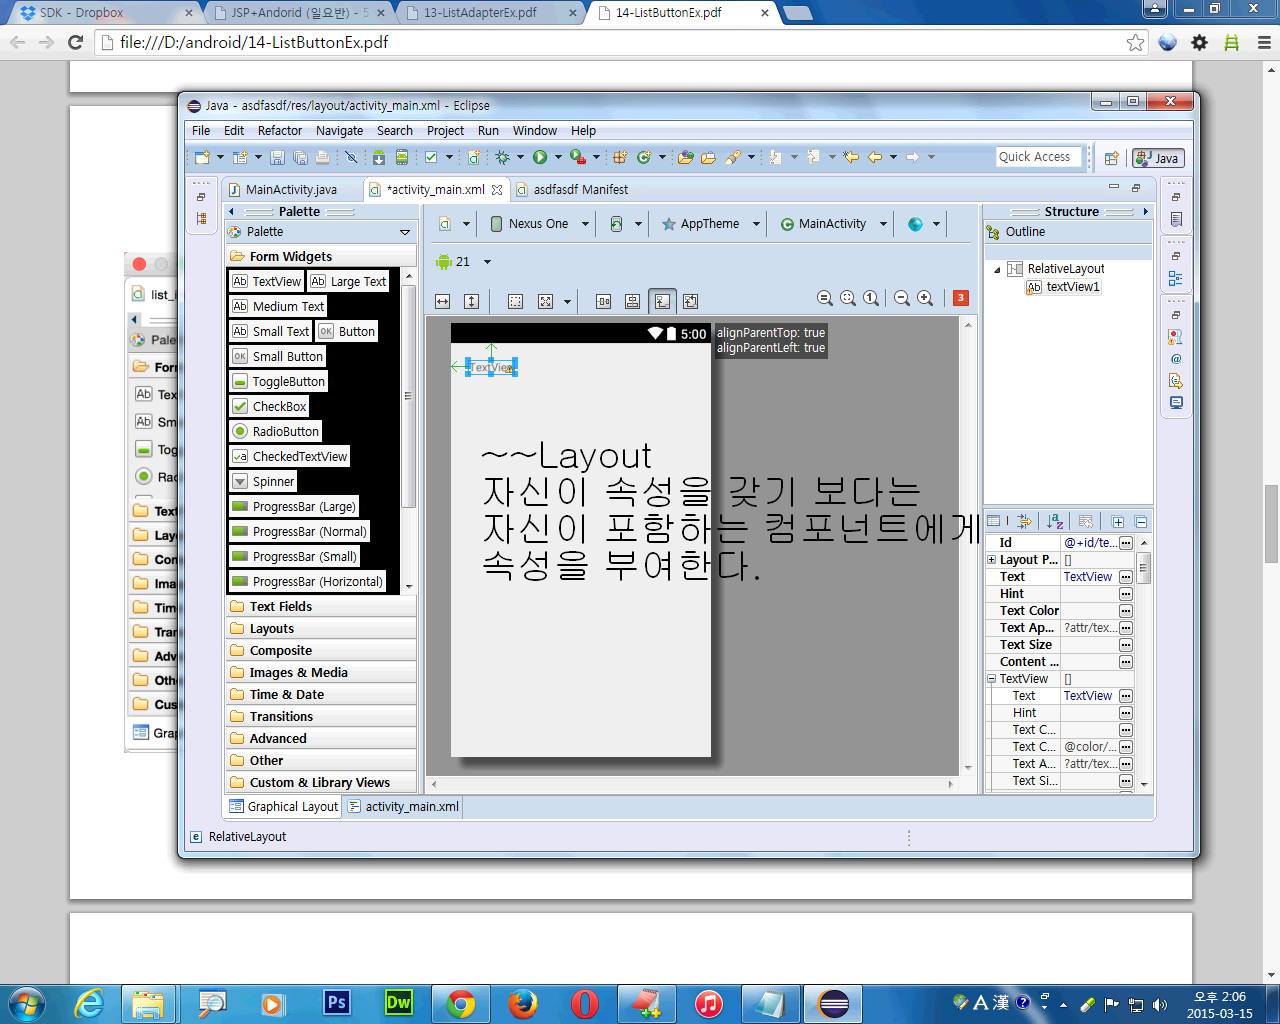 SDK - Dropbox
JSP+Andorid (일요반) - 5
13-ListAdapterEx.pdf
14-ListButtonEx.pdf
file:///D:/android/14-ListButtonEx.pdf
Java - asdfasdf/res/layout/activity_main.xml - Eclipse
File Edit Refactor Navigate Search Project Run Window Help
Quick Access
Java
MainActivity.java
*activity_main.xml
asdfasdf Manifest
Palette
Palette
Form Widgets
TextView
Large Text
Medium Text
Small Text
Button
Small Button
ToggleButton
CheckBox
RadioButton
CheckedTextView
Spinner
ProgressBar (Large)
ProgressBar (Normal)
ProgressBar (Small)
ProgressBar (Horizontal)
Text Fields
Layouts
Composite
Images & Media
Time & Date
Transitions
Advanced
Other
Custom & Library Views
Graphical Layout
activity_main.xml
RelativeLayout
Nexus One
AppTheme
MainActivity
21
3
5:00
alignParentTop: true
alignParentLeft: true
TextView
~~Layout
자신이 속성을 갖기 보다는
자신이 포함하는 컴포넌트에게
속성을 부여한다.
Structure
Outline
RelativeLayout
textView1
Id @+id/te...
Layout P... []
Text TextView
Hint
Text Color
Text Ap... ?attr/tex...
Text Size
Content ...
TextView []
Text TextView
Hint
Text C...
Text C... @color/...
Text A... ?attr/tex...
Text Si...
list_i
Pale
Forr
Tex
Sm
Tog
Rac
Tex
Layo
Con
Ima
Tim
Trar
Adv
Oth
Cus
Grap
Ps
Dw
A 漢
오후 2:06
2015-03-15